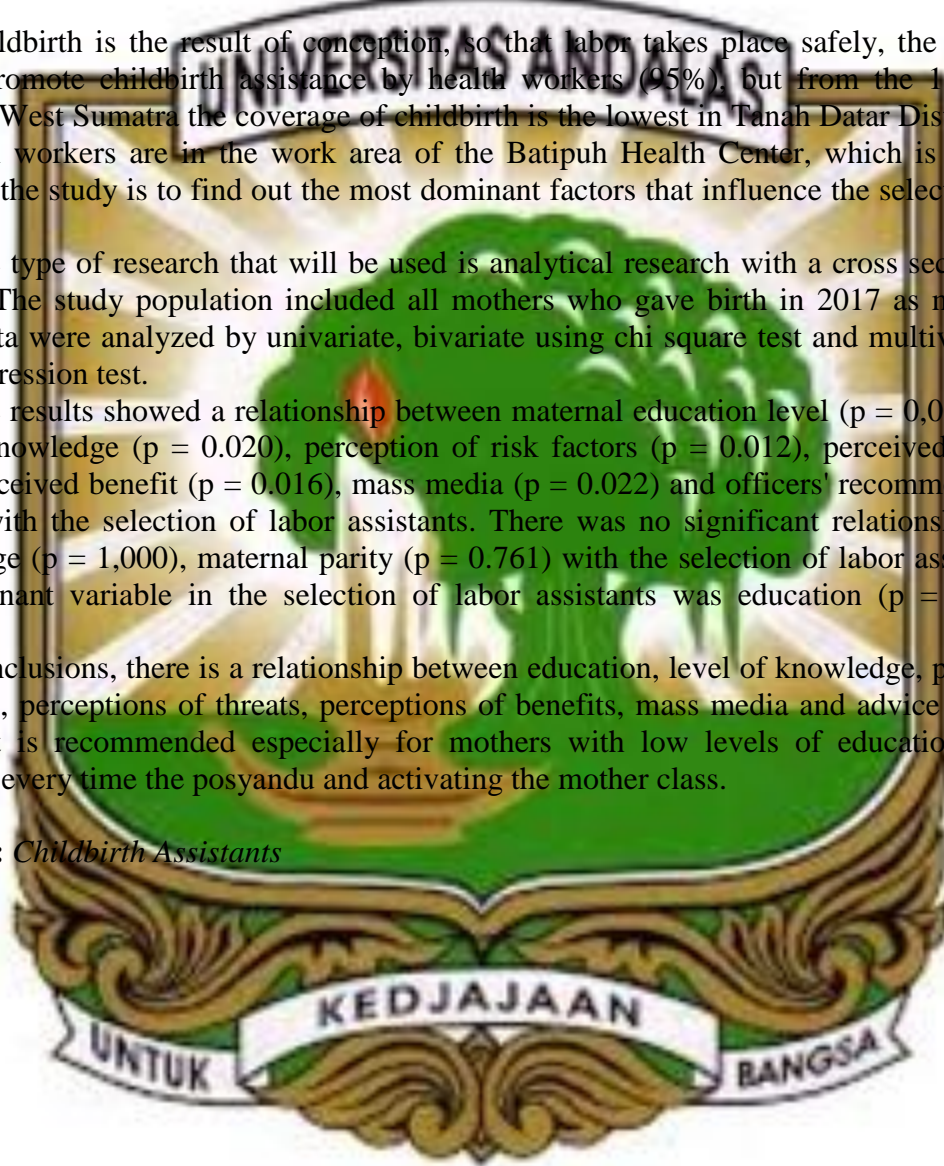 ldbirth is the result of conception, so that labor takes place safely, the
romote childbirth assistance by health workers (95%), but from the 1
West Sumatra the coverage of childbirth is the lowest in Tanah Datar Dis
workers are in the work area of the Batipuh Health Center, which is
the study is to find out the most dominant factors that influence the selec
type of research that will be used is analytical research with a cross sec
The study population included all mothers who gave birth in 2017 as
ta were analyzed by univariate, bivariate using chi square test and multiv
ression test.
results showed a relationship between maternal education level (p = 0,0
nowledge (p = 0.020), perception of risk factors (p = 0.012), perceived
ceived benefit (p = 0.016), mass media (p = 0.022) and officers' recomm
with the selection of labor assistants. There was no significant relations
ge (p = 1,000), maternal parity (p = 0.761) with the selection of labor ass
nant variable in the selection of labor assistants was education (p =
nclusions, there is a relationship between education, level of knowledge, p
, perceptions of threats, perceptions of benefits, mass media and advice
t is recommended especially for mothers with low levels of educatio
every time the posyandu and activating the mother class.
: Childbirth Assistants
UNIVERSITAS ANDALAS
UNTUK KEDJAJAAN BANGSA